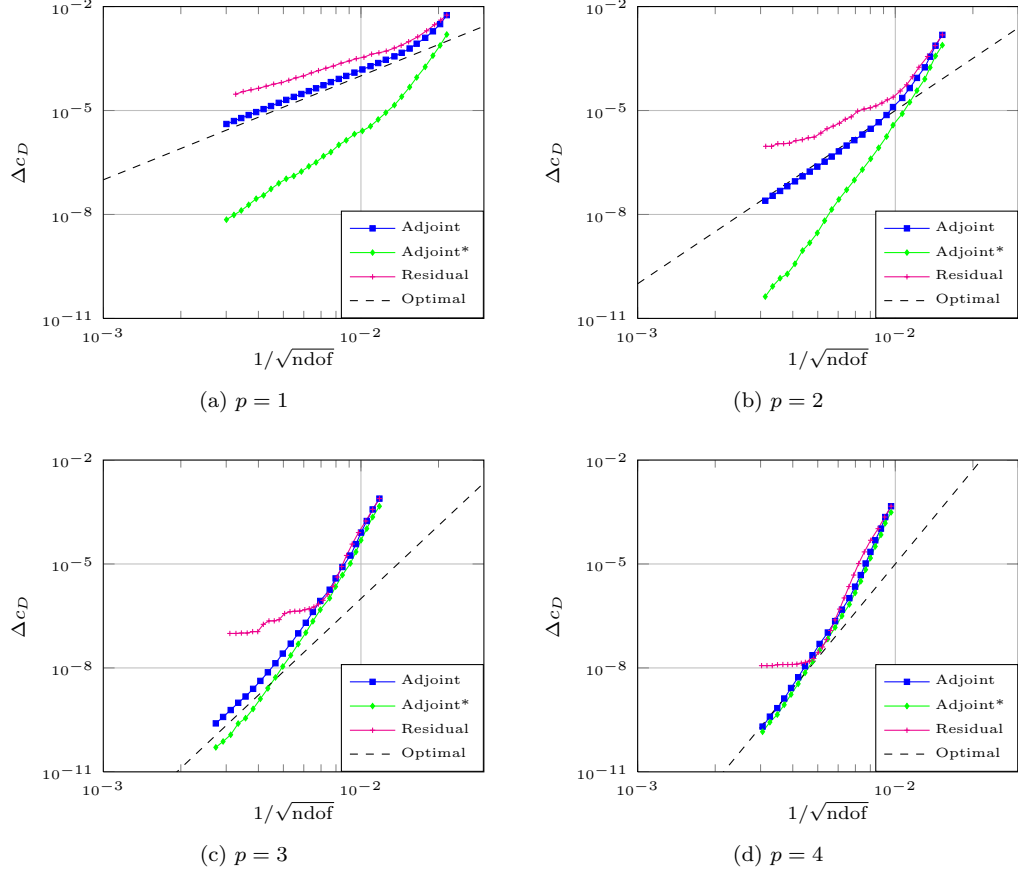 10⁻²
10⁻⁵
10⁻⁸
10⁻¹¹
Δc_D
10⁻³
10⁻²
1/√ndof
Adjoint
Adjoint*
Residual
Optimal
(a) p = 1
10⁻²
10⁻⁵
10⁻⁸
10⁻¹¹
Δc_D
10⁻³
10⁻²
1/√ndof
Adjoint
Adjoint*
Residual
Optimal
(b) p = 2
10⁻²
10⁻⁵
10⁻⁸
10⁻¹¹
Δc_D
10⁻³
10⁻²
1/√ndof
Adjoint
Adjoint*
Residual
Optimal
(c) p = 3
10⁻²
10⁻⁵
10⁻⁸
10⁻¹¹
Δc_D
10⁻³
10⁻²
1/√ndof
Adjoint
Adjoint*
Residual
Optimal
(d) p = 4